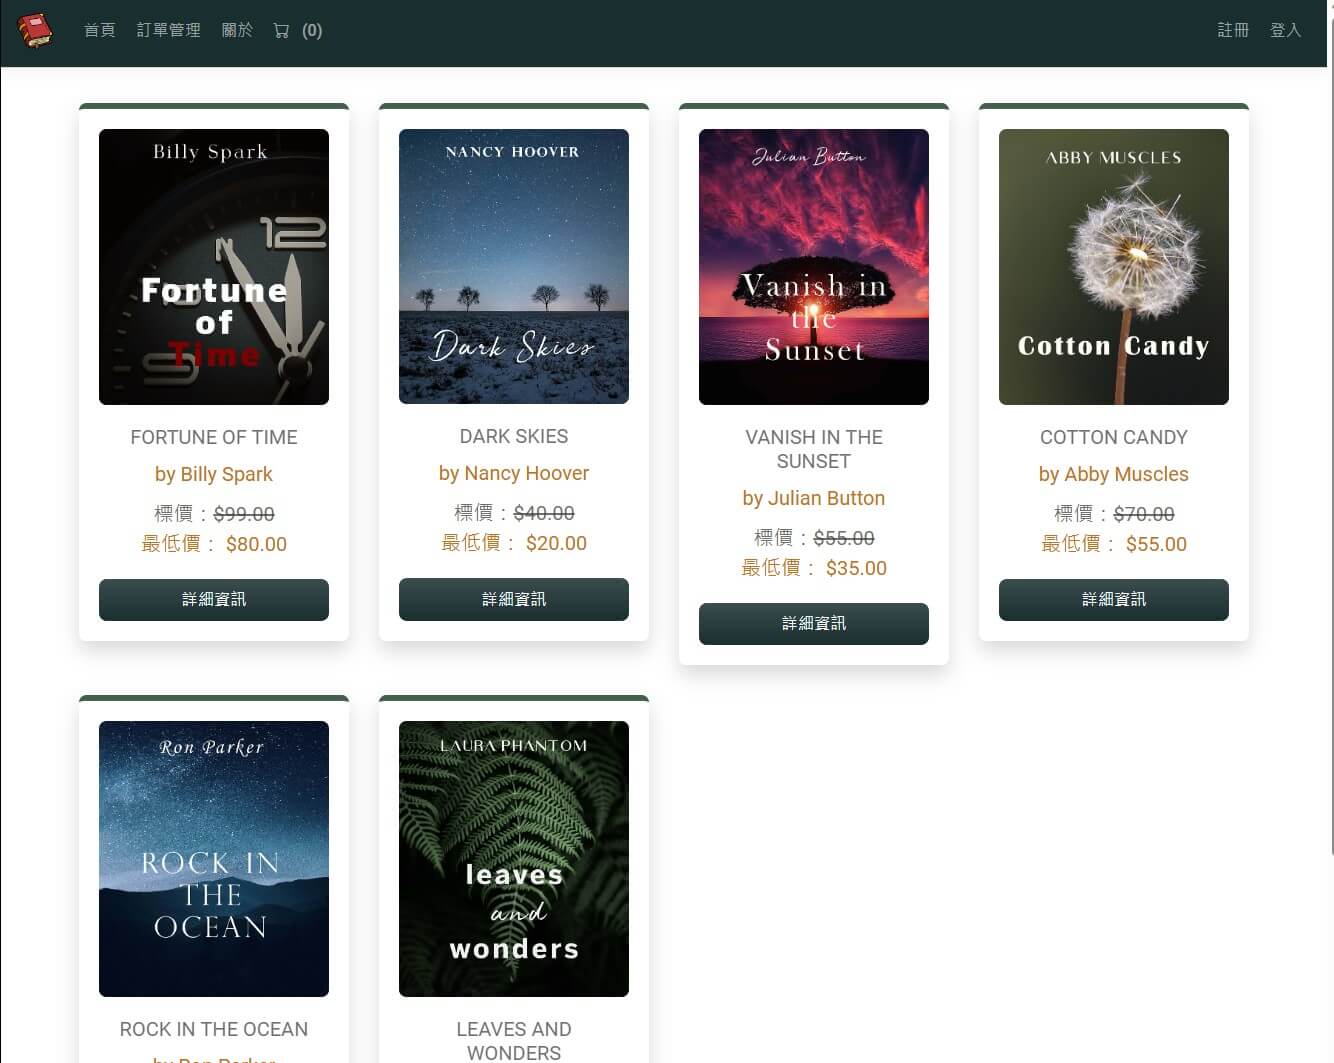 首頁 訂單管理 關於 (0) 註冊 登入
Billy Spark
12
9
Fortune
of
Time
FORTUNE OF TIME
by Billy Spark
標價：$99.00
最低價： $80.00
詳細資訊
NANCY HOOVER
Dark Skies
DARK SKIES
by Nancy Hoover
標價：$40.00
最低價： $20.00
詳細資訊
Julian Button
Vanish in
the
Sunset
VANISH IN THE
SUNSET
by Julian Button
標價：$55.00
最低價： $35.00
詳細資訊
ABBY MUSCLES
Cotton Candy
COTTON CANDY
by Abby Muscles
標價：$70.00
最低價： $55.00
詳細資訊
Ron Parker
ROCK IN
THE
OCEAN
ROCK IN THE OCEAN
by Ron Parker
LAURA PHANTOM
leaves
and
wonders
LEAVES AND
WONDERS